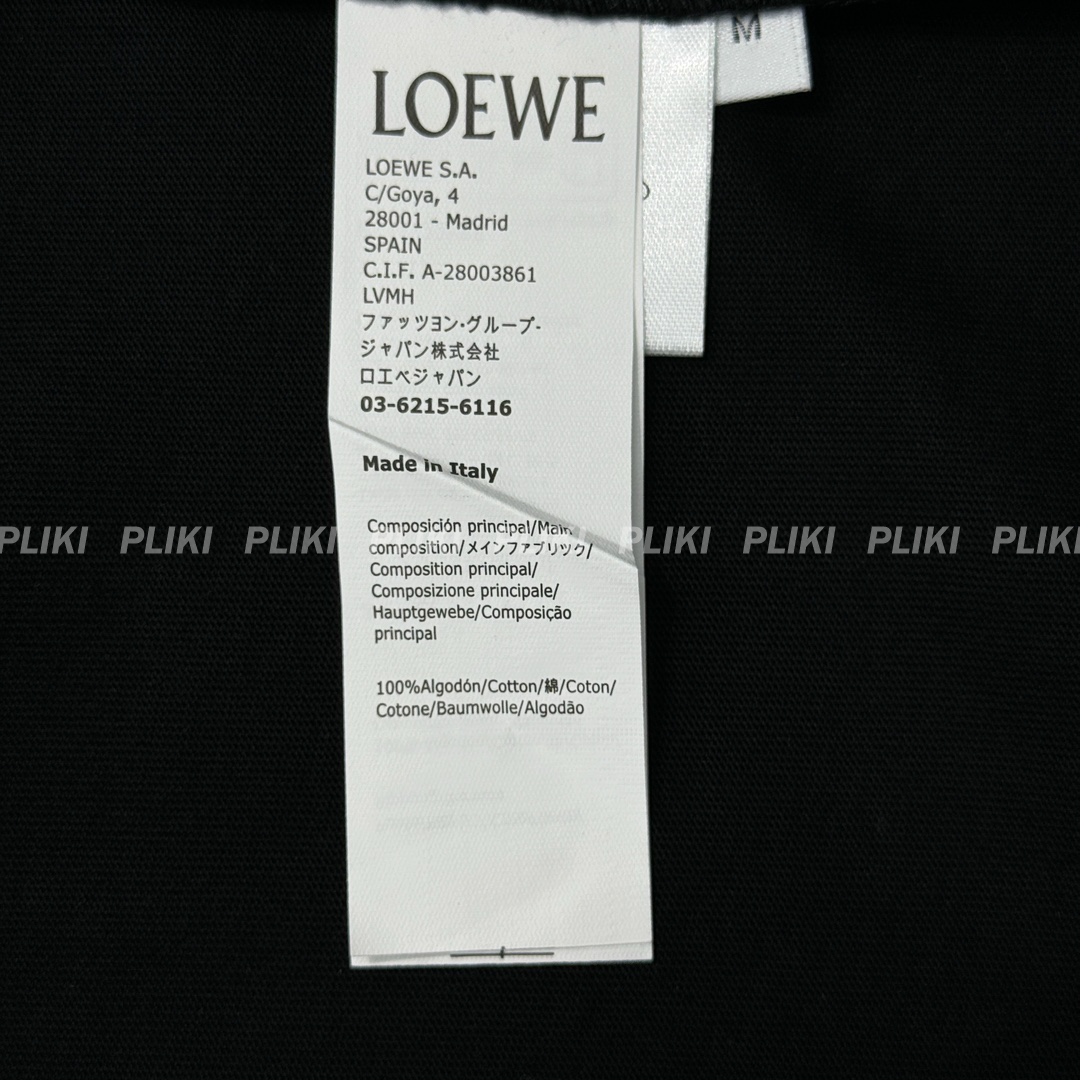 M
LOEWE
LOEWE S.A.
C/Goya, 4
28001 - Madrid
SPAIN
C.I.F. A-28003861
LVMH
ファッツヨン・グループ-
ジャパン株式会社
ロエベジャパン
03-6215-6116
Made in Italy
Composición principal/Main
composition/メインファブリツク/
Composition principal/
Composizione principale/
Hauptgewebe/Composição
principal
100%Algodón/Cotton/綿/Coton/
Cotone/Baumwolle/Algodão
PLIKI PLIKI PLIKI PLIKI PLIKI PLIKI PLIKI